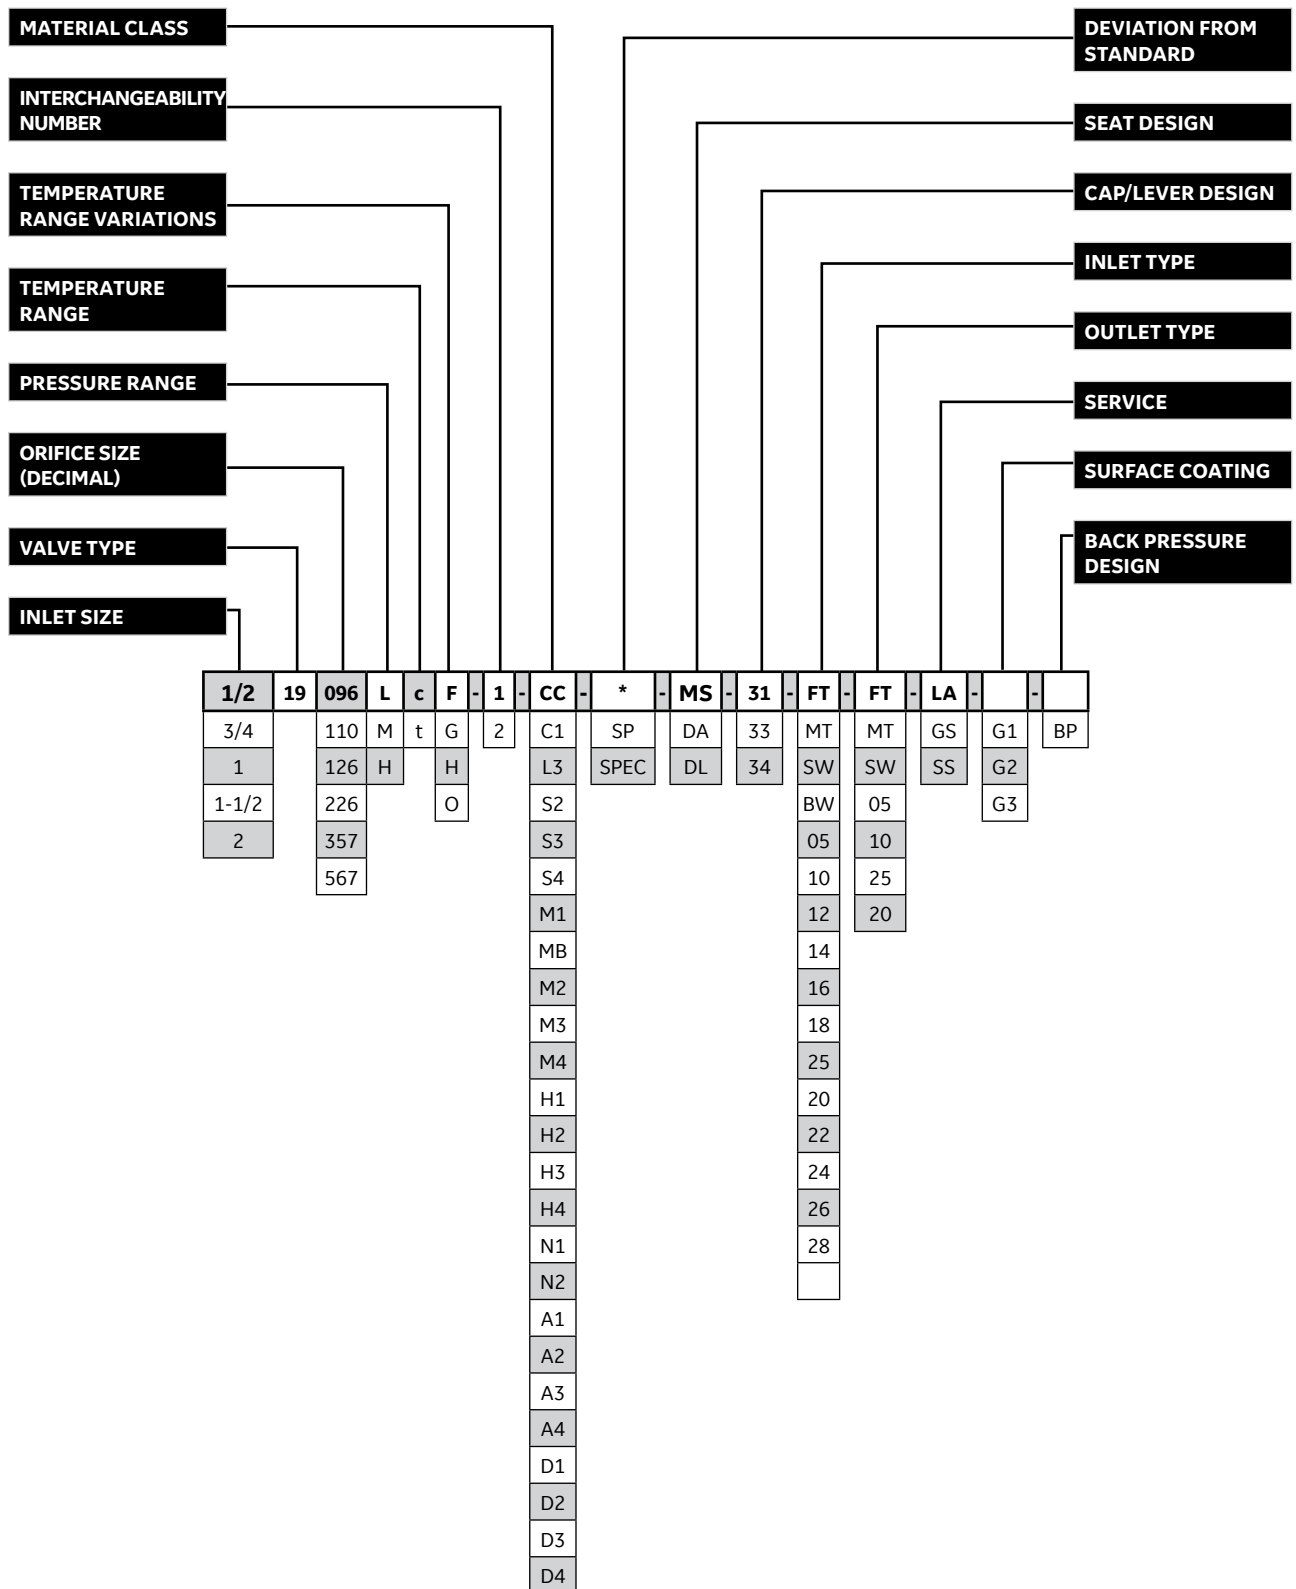 MATERIAL CLASS
INTERCHANGEABILITY
NUMBER
TEMPERATURE
RANGE VARIATIONS
TEMPERATURE
RANGE
PRESSURE RANGE
ORIFICE SIZE
(DECIMAL)
VALVE TYPE
INLET SIZE
DEVIATION FROM
STANDARD
SEAT DESIGN
CAP/LEVER DESIGN
INLET TYPE
OUTLET TYPE
SERVICE
SURFACE COATING
BACK PRESSURE
DESIGN
1/2 19 096 L c F - 1 - CC - * - MS - 31 - FT - FT - LA - -
3/4 110 M t G 2 C1 SP DA 33 MT MT GS G1 BP
1 126 H H L3 SPEC DL 34 SW SW SS G2
1-1/2 226 O S2 BW 05 G3
2 357 S3 05 10
567 S4 10 25
M1 12 20
MB 14
M2 16
M3 18
M4 25
H1 20
H2 22
H3 24
H4 26
N1 28
N2
A1
A2
A3
A4
D1
D2
D3
D4